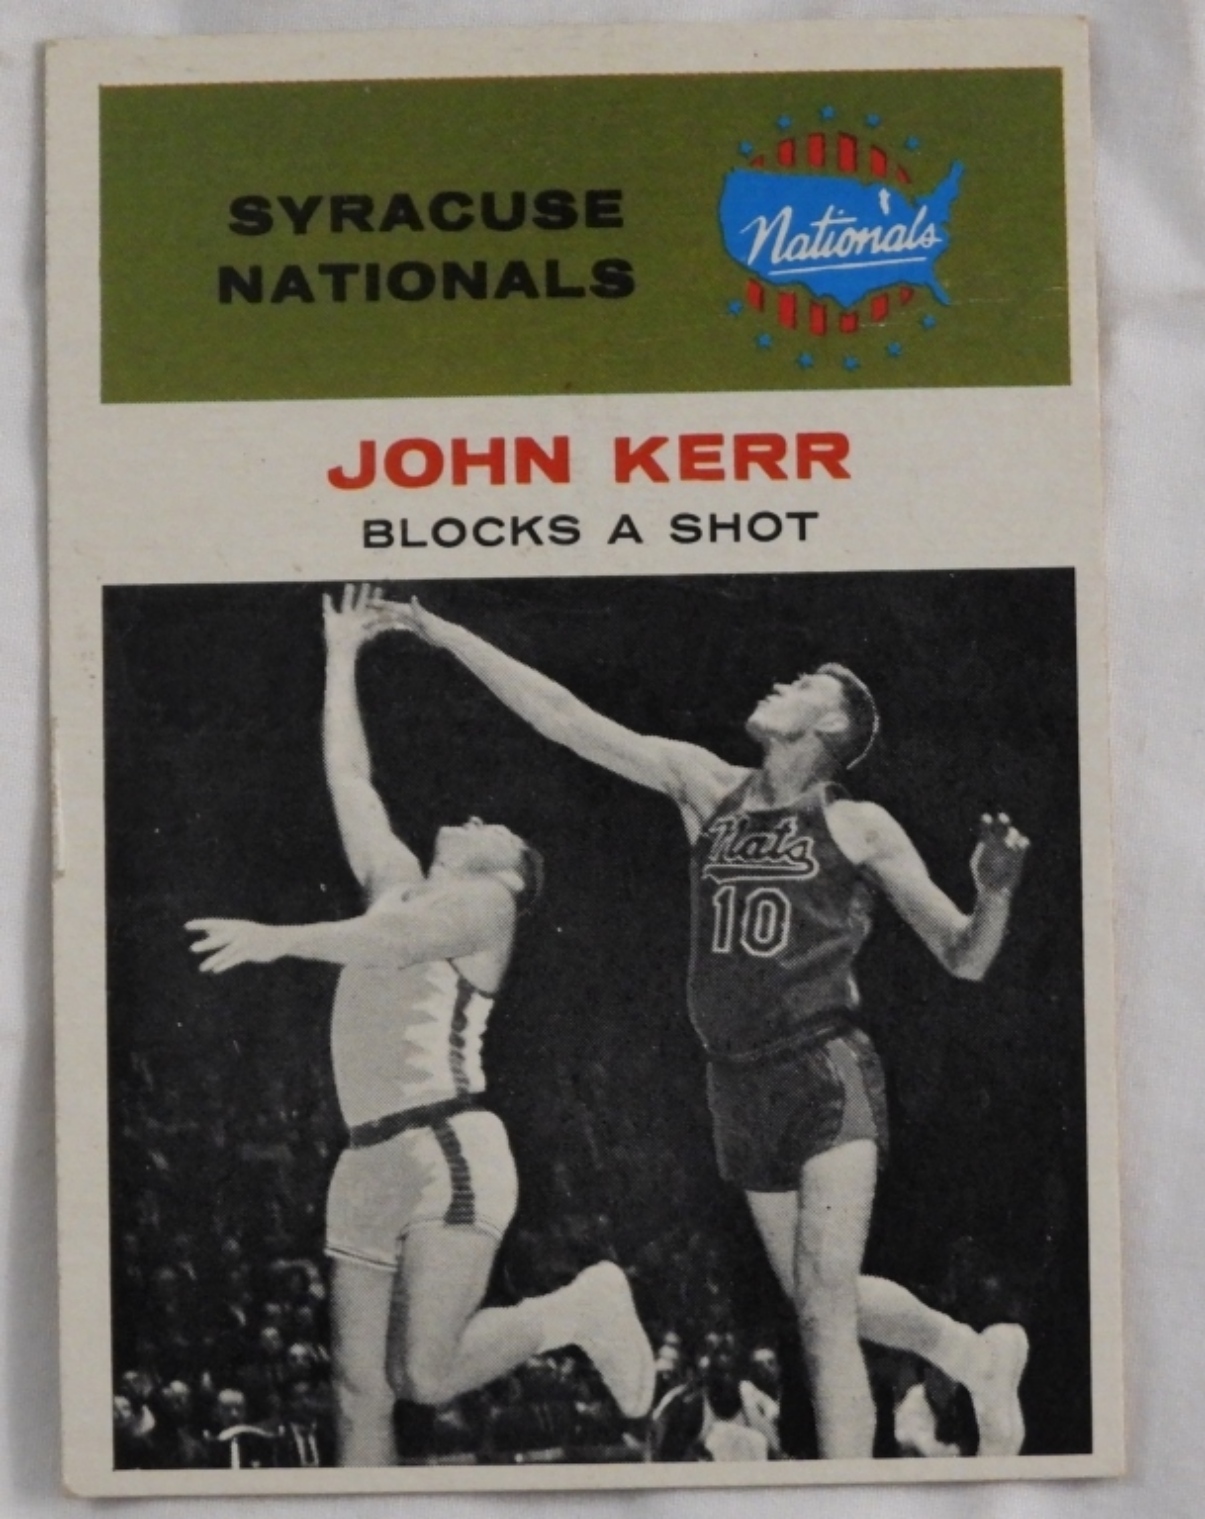 SYRACUSE
NATIONALS
Nationals
JOHN KERR
BLOCKS A SHOT
Nats
10